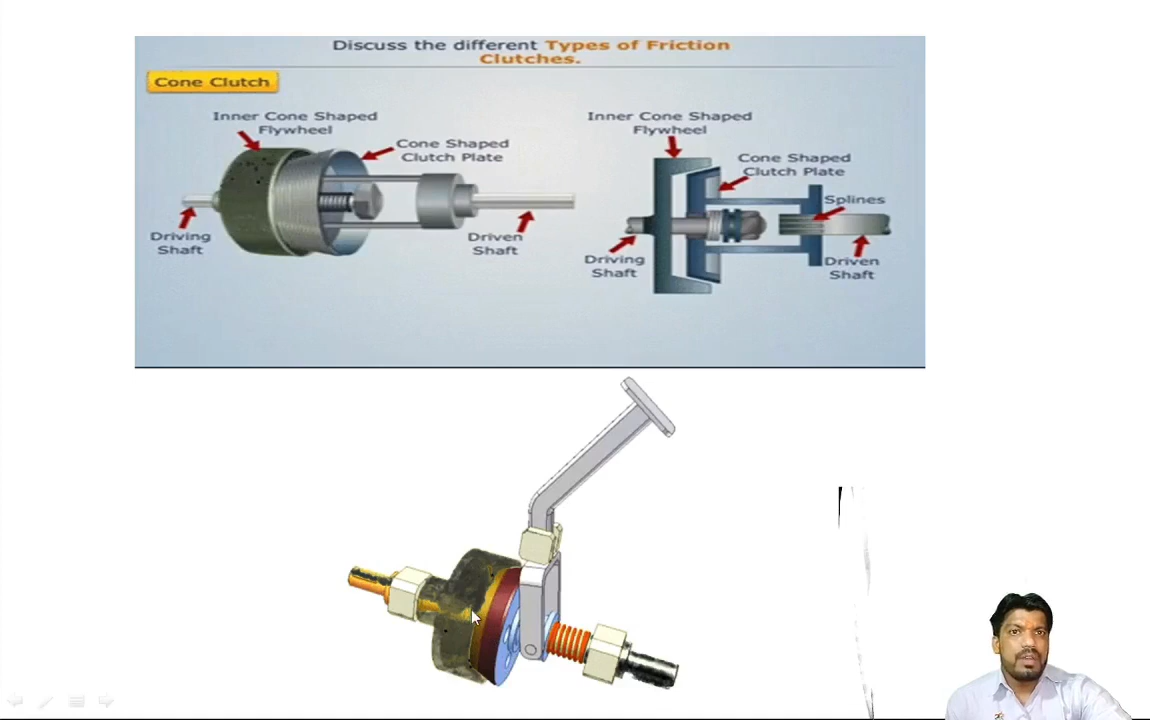 Discuss the different Types of Friction
Clutches.
Cone Clutch
Inner Cone Shaped
Flywheel
Cone Shaped
Clutch Plate
Driving
Shaft
Driven
Shaft
Inner Cone Shaped
Flywheel
Cone Shaped
Clutch Plate
Splines
Driving
Shaft
Driven
Shaft